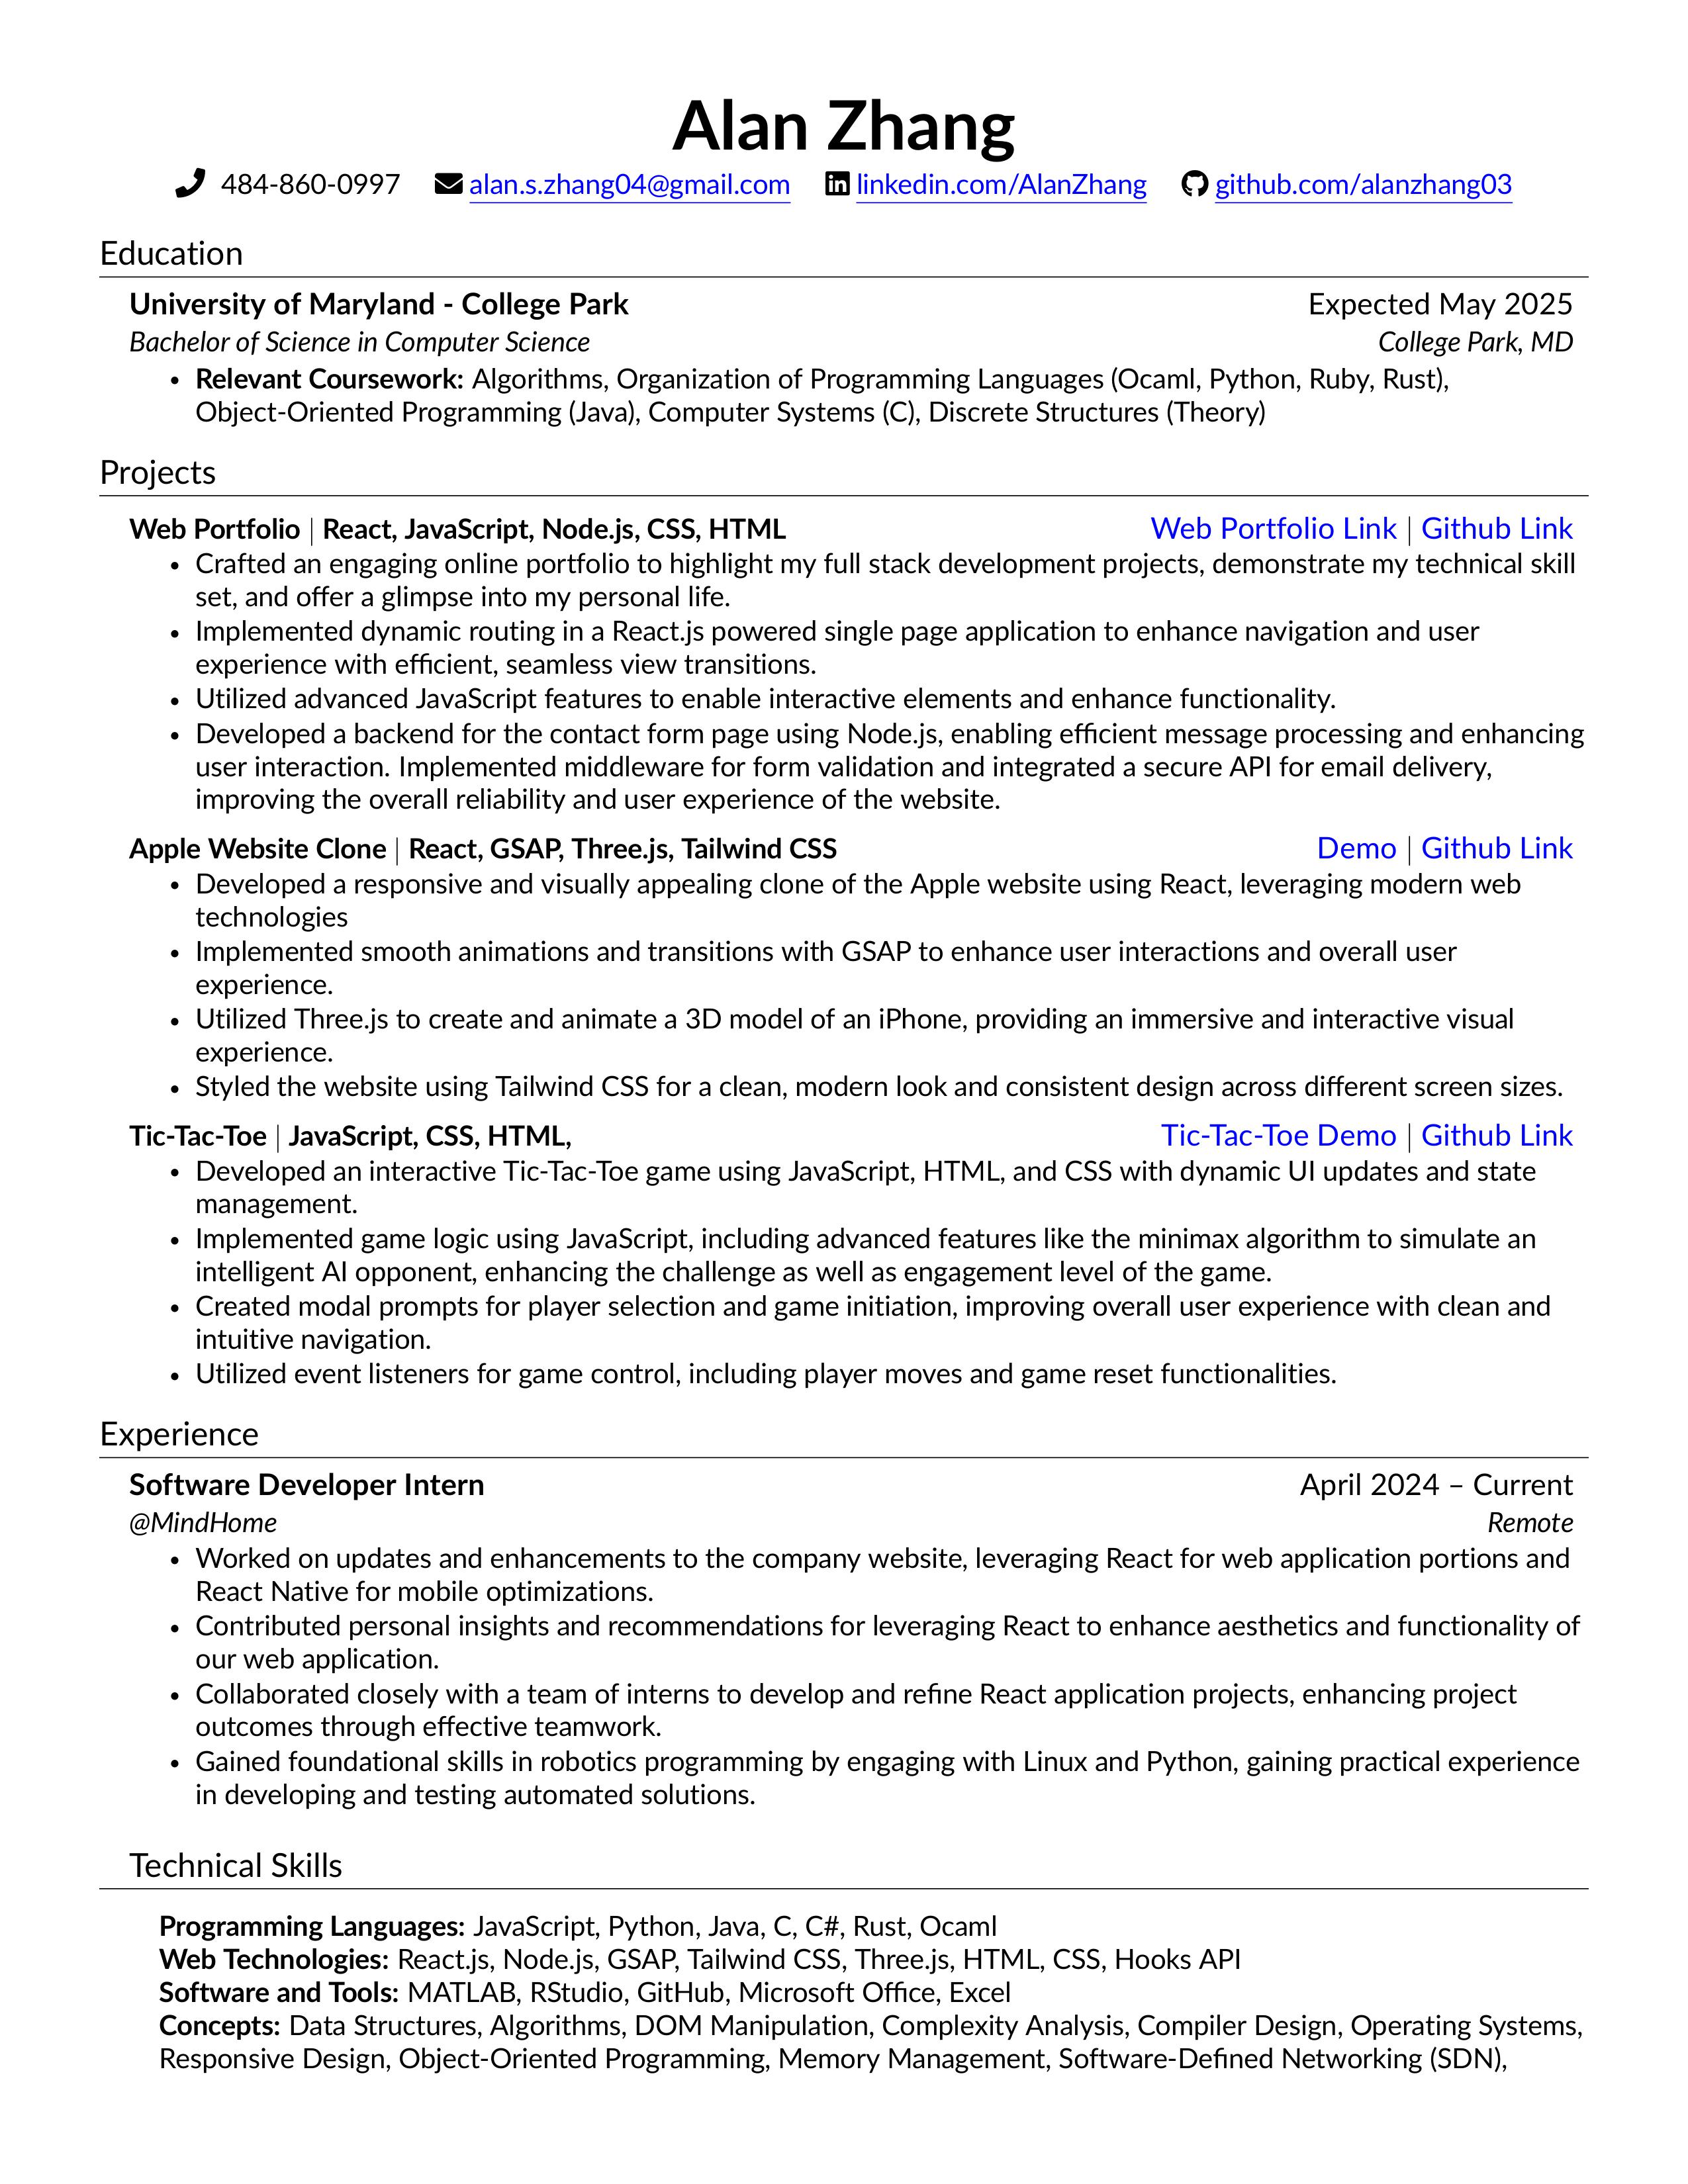 Alan Zhang
484-860-0997 alan.s.zhang04@gmail.com linkedin.com/AlanZhang github.com/alanzhang03
Education
University of Maryland - College Park Expected May 2025
Bachelor of Science in Computer Science College Park, MD
• Relevant Coursework: Algorithms, Organization of Programming Languages (Ocaml, Python, Ruby, Rust),
Object-Oriented Programming (Java), Computer Systems (C), Discrete Structures (Theory)
Projects
Web Portfolio | React, JavaScript, Node.js, CSS, HTML Web Portfolio Link | Github Link
• Crafted an engaging online portfolio to highlight my full stack development projects, demonstrate my technical skill
set, and offer a glimpse into my personal life.
• Implemented dynamic routing in a React.js powered single page application to enhance navigation and user
experience with efficient, seamless view transitions.
• Utilized advanced JavaScript features to enable interactive elements and enhance functionality.
• Developed a backend for the contact form page using Node.js, enabling efficient message processing and enhancing
user interaction. Implemented middleware for form validation and integrated a secure API for email delivery,
improving the overall reliability and user experience of the website.
Apple Website Clone | React, GSAP, Three.js, Tailwind CSS Demo | Github Link
• Developed a responsive and visually appealing clone of the Apple website using React, leveraging modern web
technologies
• Implemented smooth animations and transitions with GSAP to enhance user interactions and overall user
experience.
• Utilized Three.js to create and animate a 3D model of an iPhone, providing an immersive and interactive visual
experience.
• Styled the website using Tailwind CSS for a clean, modern look and consistent design across different screen sizes.
Tic-Tac-Toe | JavaScript, CSS, HTML, Tic-Tac-Toe Demo | Github Link
• Developed an interactive Tic-Tac-Toe game using JavaScript, HTML, and CSS with dynamic UI updates and state
management.
• Implemented game logic using JavaScript, including advanced features like the minimax algorithm to simulate an
intelligent AI opponent, enhancing the challenge as well as engagement level of the game.
• Created modal prompts for player selection and game initiation, improving overall user experience with clean and
intuitive navigation.
• Utilized event listeners for game control, including player moves and game reset functionalities.
Experience
Software Developer Intern April 2024 – Current
@MindHome Remote
• Worked on updates and enhancements to the company website, leveraging React for web application portions and
React Native for mobile optimizations.
• Contributed personal insights and recommendations for leveraging React to enhance aesthetics and functionality of
our web application.
• Collaborated closely with a team of interns to develop and refine React application projects, enhancing project
outcomes through effective teamwork.
• Gained foundational skills in robotics programming by engaging with Linux and Python, gaining practical experience
in developing and testing automated solutions.
Technical Skills
Programming Languages: JavaScript, Python, Java, C, C#, Rust, Ocaml
Web Technologies: React.js, Node.js, GSAP, Tailwind CSS, Three.js, HTML, CSS, Hooks API
Software and Tools: MATLAB, RStudio, GitHub, Microsoft Office, Excel
Concepts: Data Structures, Algorithms, DOM Manipulation, Complexity Analysis, Compiler Design, Operating Systems,
Responsive Design, Object-Oriented Programming, Memory Management, Software-Defined Networking (SDN),